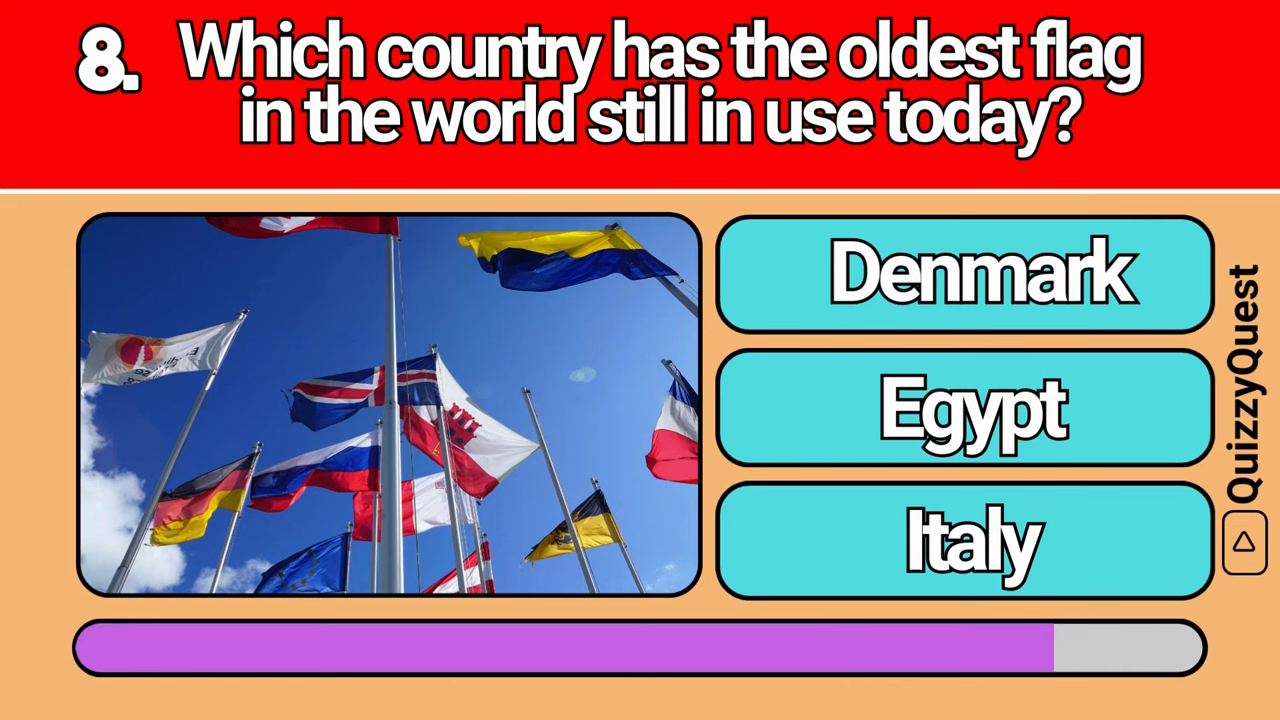 8. Which country has the oldest flag
in the world still in use today?
Denmark
Egypt
Italy
QuizzyQuest